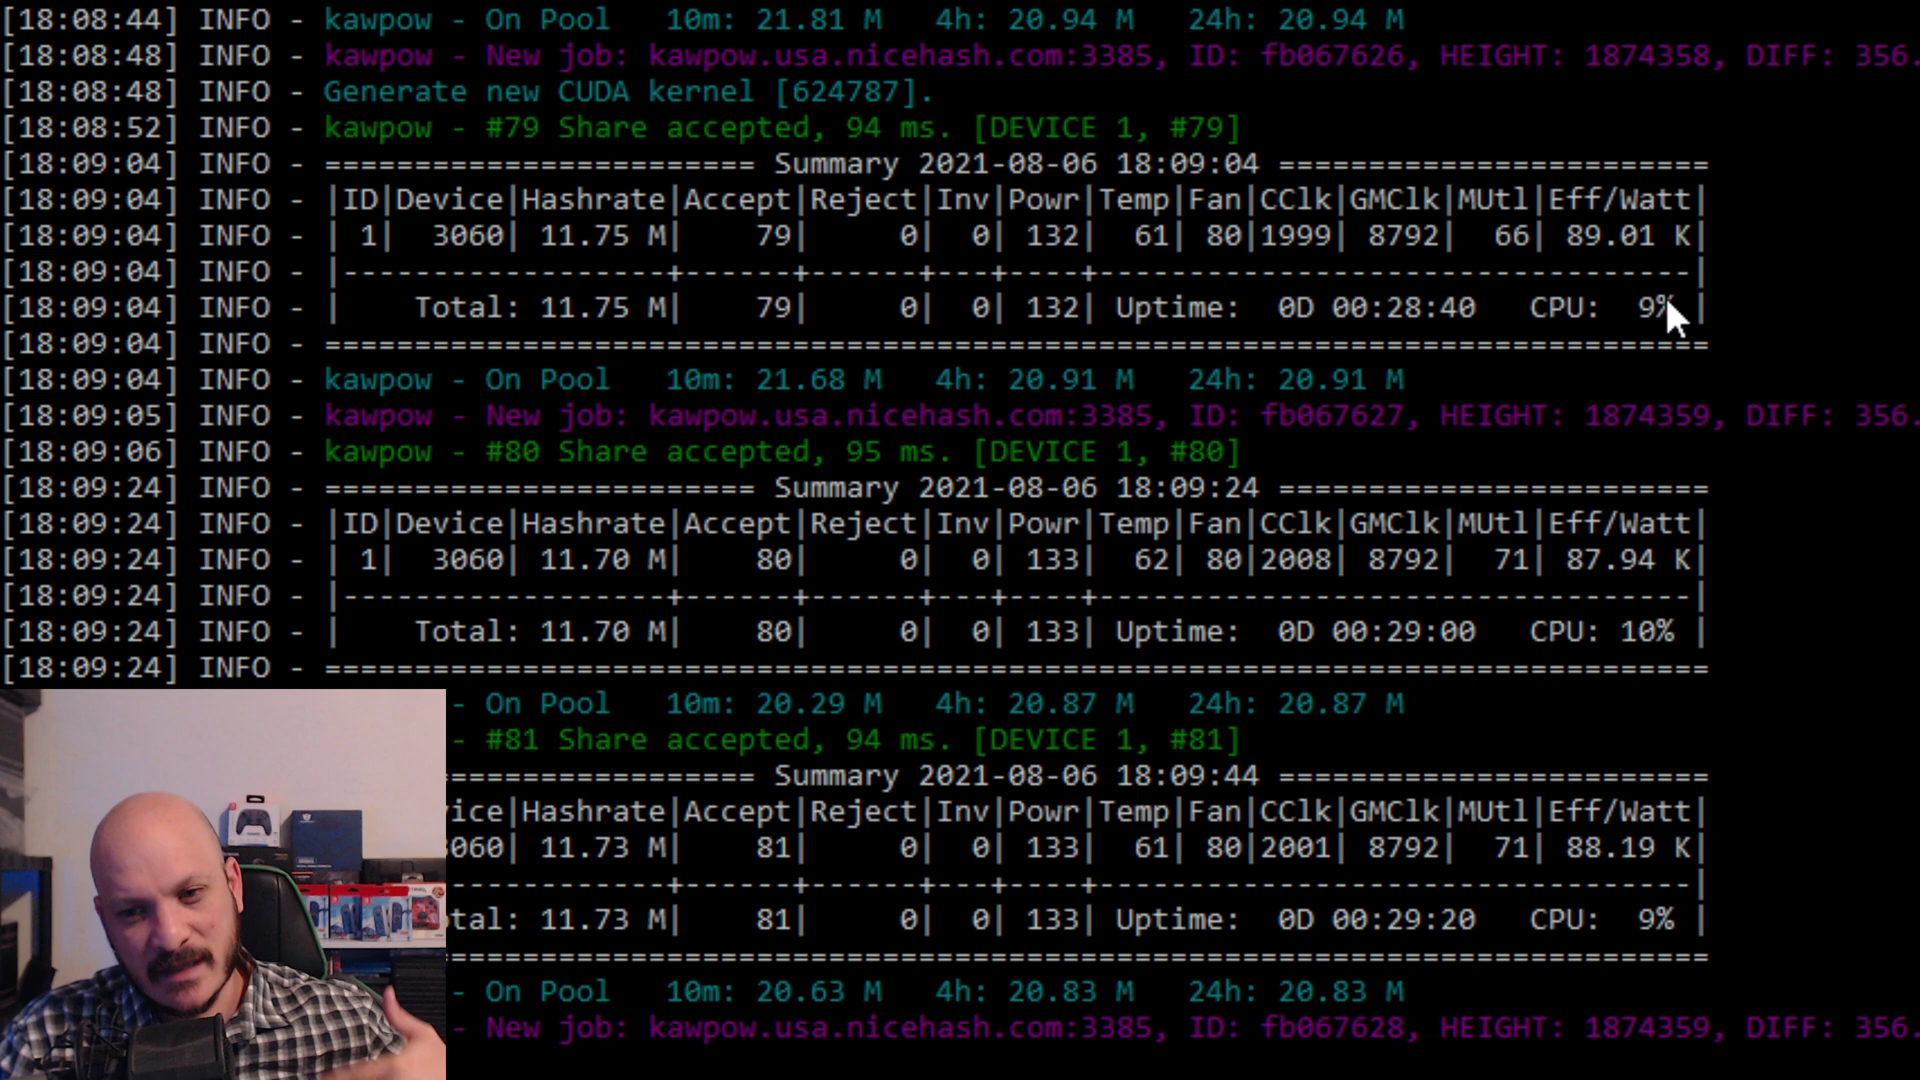 [18:08:44] INFO - kawpow - On Pool   10m: 21.81 M   4h: 20.94 M   24h: 20.94 M
[18:08:48] INFO - kawpow - New job: kawpow.usa.nicehash.com:3385, ID: fb067626, HEIGHT: 1874358, DIFF: 356.
[18:08:48] INFO - Generate new CUDA kernel [624787].
[18:08:52] INFO - kawpow - #79 Share accepted, 94 ms. [DEVICE 1, #79]
[18:09:04] INFO - ======================== Summary 2021-08-06 18:09:04 ========================
[18:09:04] INFO - |ID|Device|Hashrate|Accept|Reject|Inv|Powr|Temp|Fan|CClk|GMClk|MUtl|Eff/Watt|
[18:09:04] INFO - | 1|  3060| 11.75 M|    79|     0|  0| 132|  61| 80|1999| 8792|  66| 89.01 K|
[18:09:04] INFO - |------------------+------+------+---+----+---------------------------------|
[18:09:04] INFO - |    Total: 11.75 M|    79|     0|  0| 132| Uptime:  0D 00:28:40   CPU:  9% |
[18:09:04] INFO - =============================================================================
[18:09:04] INFO - kawpow - On Pool   10m: 21.68 M   4h: 20.91 M   24h: 20.91 M
[18:09:05] INFO - kawpow - New job: kawpow.usa.nicehash.com:3385, ID: fb067627, HEIGHT: 1874359, DIFF: 356.
[18:09:06] INFO - kawpow - #80 Share accepted, 95 ms. [DEVICE 1, #80]
[18:09:24] INFO - ======================== Summary 2021-08-06 18:09:24 ========================
[18:09:24] INFO - |ID|Device|Hashrate|Accept|Reject|Inv|Powr|Temp|Fan|CClk|GMClk|MUtl|Eff/Watt|
[18:09:24] INFO - | 1|  3060| 11.70 M|    80|     0|  0| 133|  62| 80|2008| 8792|  71| 87.94 K|
[18:09:24] INFO - |------------------+------+------+---+----+---------------------------------|
[18:09:24] INFO - |    Total: 11.70 M|    80|     0|  0| 133| Uptime:  0D 00:29:00   CPU: 10% |
[18:09:24] INFO - =============================================================================
- On Pool   10m: 20.29 M   4h: 20.87 M   24h: 20.87 M
- #81 Share accepted, 94 ms. [DEVICE 1, #81]
================= Summary 2021-08-06 18:09:44 ========================
vice|Hashrate|Accept|Reject|Inv|Powr|Temp|Fan|CClk|GMClk|MUtl|Eff/Watt|
060| 11.73 M|    81|     0|  0| 133|  61| 80|2001| 8792|  71| 88.19 K|
------------+------+------+---+----+---------------------------------|
otal: 11.73 M|    81|     0|  0| 133| Uptime:  0D 00:29:20   CPU:  9% |
======================================================================
- On Pool   10m: 20.63 M   4h: 20.83 M   24h: 20.83 M
- New job: kawpow.usa.nicehash.com:3385, ID: fb067628, HEIGHT: 1874359, DIFF: 356.